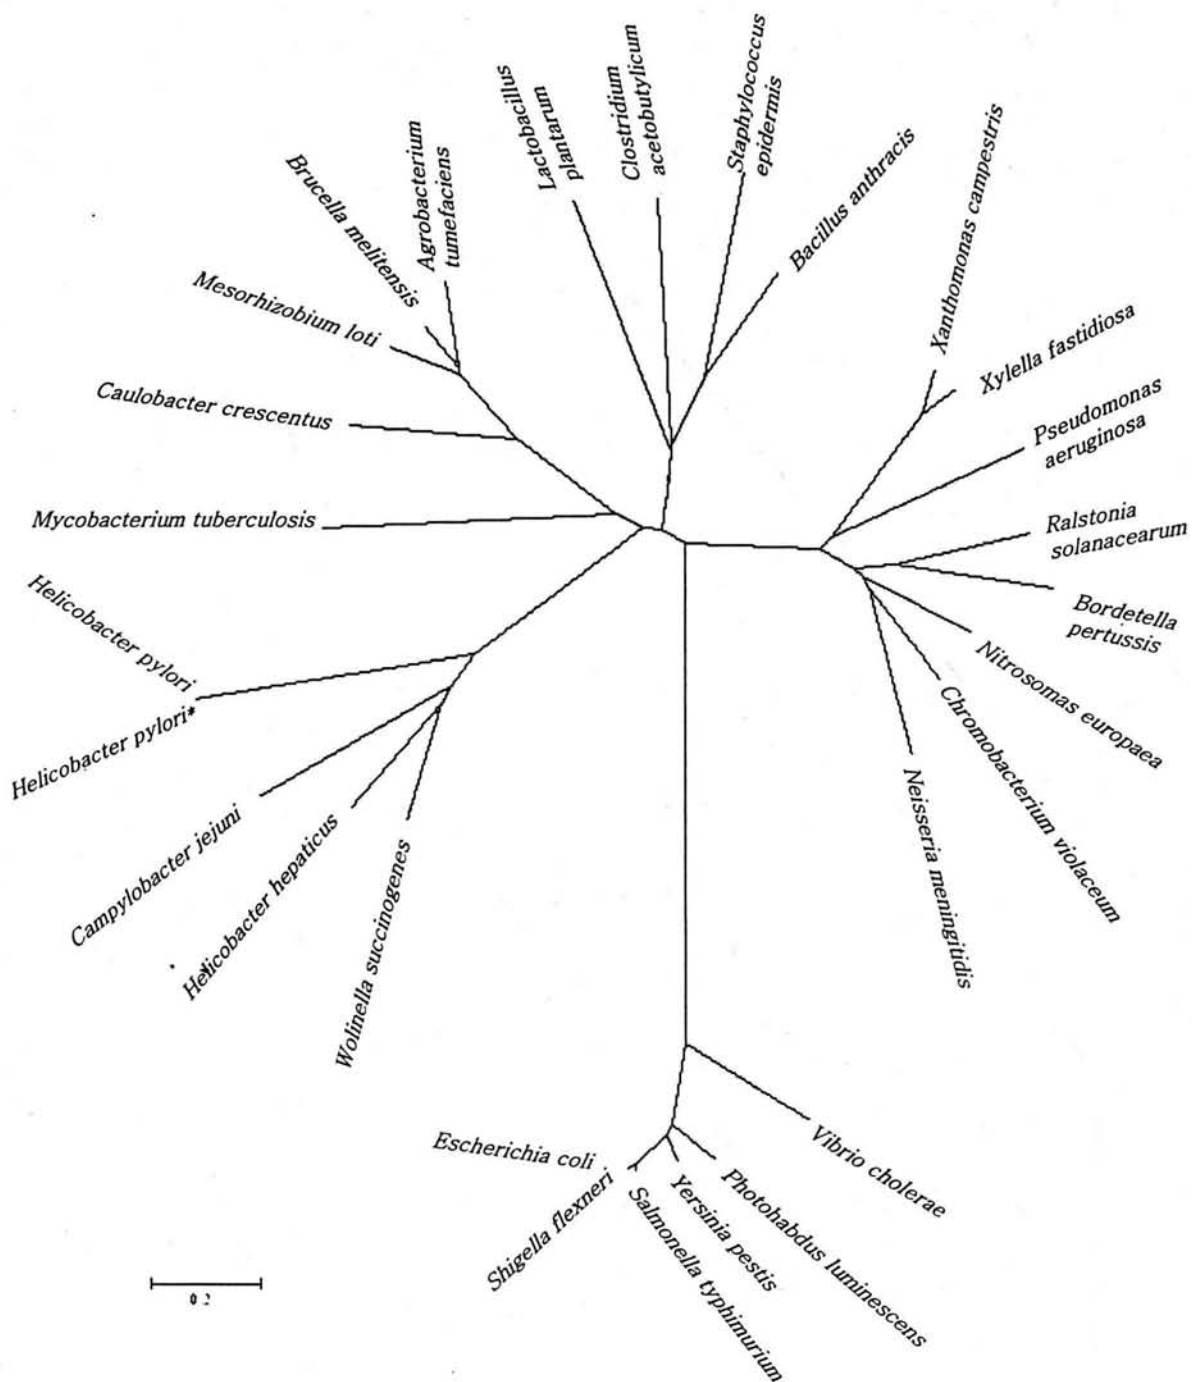 Staphylococcus
epidermis
Clostridium
acetobutylicum
Lactobacillus
plantarum
Agrobacterium
tumefaciens
Brucella melitensis
Bacillus anthracis
Xanthomonas campestris
Mesorhizobium loti
Xylella fastidiosa
Caulobacter crescentus
Pseudomonas
aeruginosa
Mycobacterium tuberculosis
Ralstonia
solanacearum
Helicobacter pylori
Bordetella
pertussis
Helicobacter pylori*
Nitrosomas europaea
Chromobacterium violaceum
Neisseria meningitidis
Campylobacter jejuni
Helicobacter hepaticus
Wolinella succinogenes
Vibrio cholerae
Escherichia coli
Photohabdus luminescens
Yersinia pestis
Shigella flexneri
Salmonella typhimurium
0.2